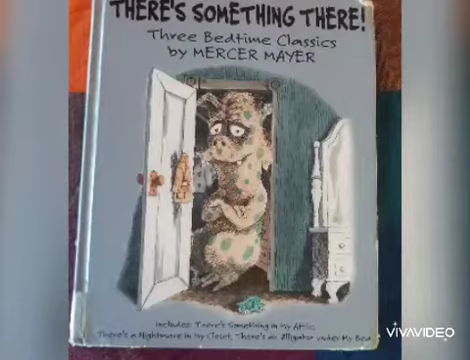 THERE'S SOMETHING THERE!
Three Bedtime Classics
by MERCER MAYER
Includes: There's Something in My Attic,
There's a Nightmare in my Closet, There's an Alligator under My Bed
VIVAVIDEO